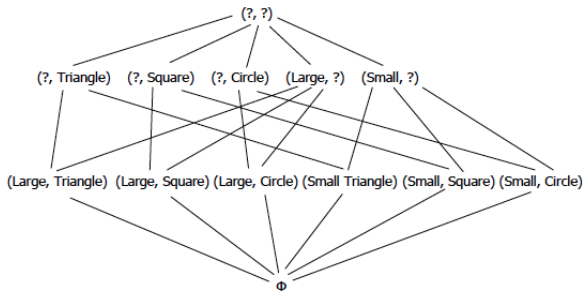 (?, ?)
(?, Triangle) (?, Square) (?, Circle) (Large, ?) (Small, ?)
(Large, Triangle) (Large, Square) (Large, Circle) (Small Triangle) (Small, Square) (Small, Circle)
Φ